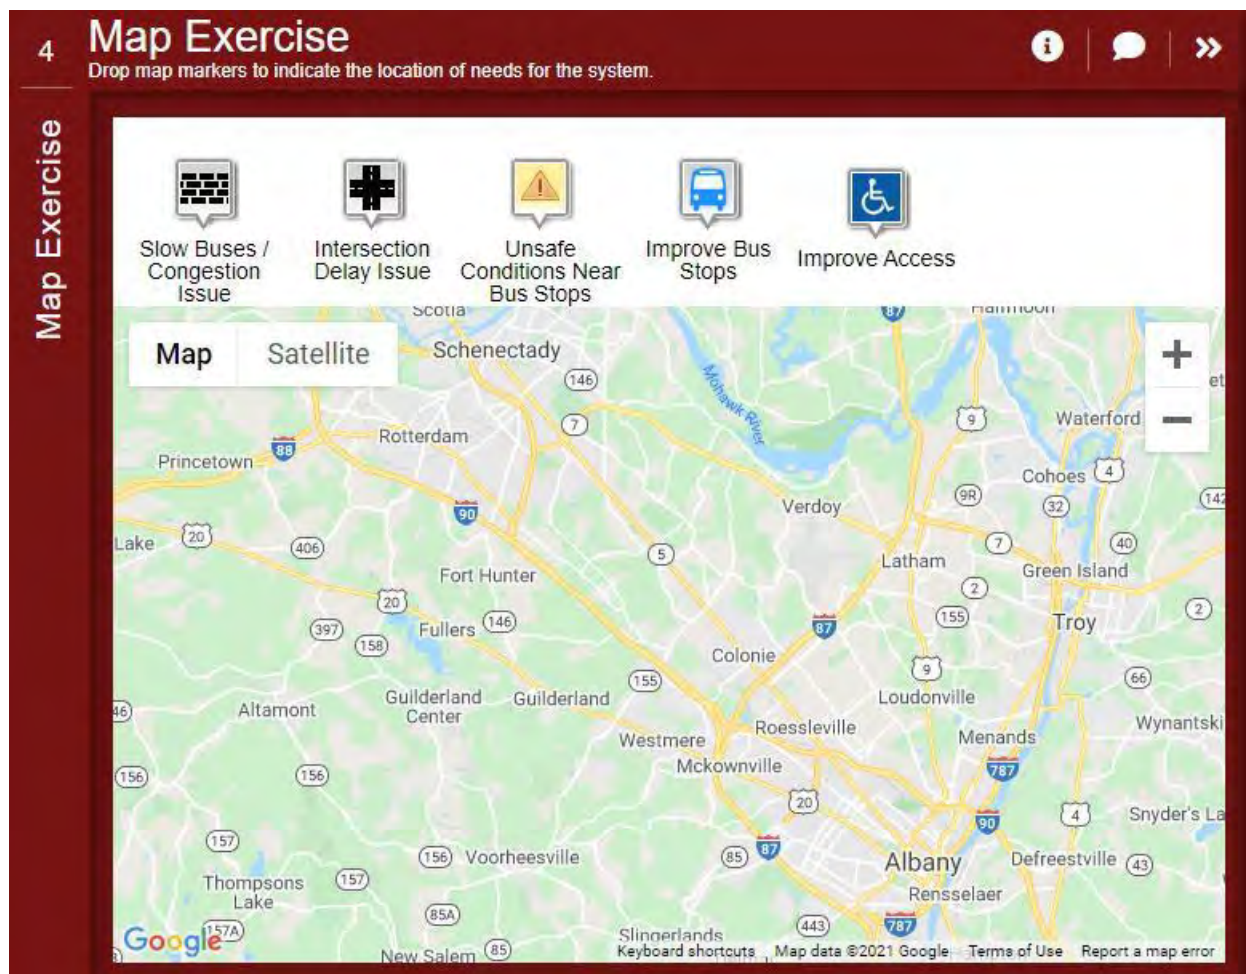 4
Map Exercise
Drop map markers to indicate the location of needs for the system.
Map Exercise
Slow Buses /
Congestion
Issue
Intersection
Delay Issue
Unsafe
Conditions Near
Bus Stops
Improve Bus
Stops
Improve Access
Scotia
87
Halfmoon
Map
Satellite
Schenectady
146
Mohawk River
7
9
Waterford
Rotterdam
88
Princetown
Cohoes
4
90
Verdoy
9R
32
142
20
Lake
406
5
7
40
Latham
Green Island
Fort Hunter
2
20
155
2
397
Fullers
146
87
Troy
158
Colonie
9
155
66
Guilderland
Center
Guilderland
Loudonville
46
Altamont
Roessleville
Wynantski
Westmere
Menands
Mckownville
156
156
787
20
90
4
Snyder's La
157
87
156
Voorheesville
85
Albany
Defreestville
43
Thompsons
Lake
157
Rensselaer
85A
443
787
157A
Google
Slingerlands
New Salem
85
Keyboard shortcuts
Map data ©2021 Google
Terms of Use
Report a map error